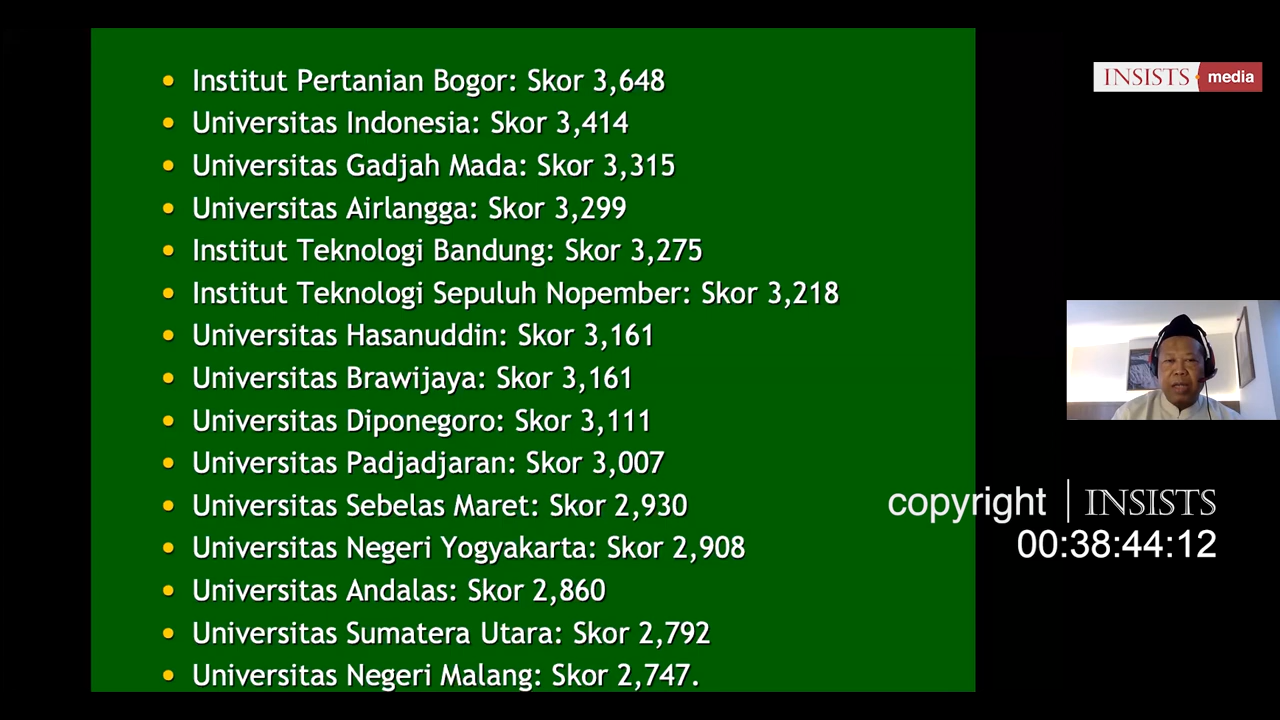 Institut Pertanian Bogor: Skor 3,648
Universitas Indonesia: Skor 3,414
Universitas Gadjah Mada: Skor 3,315
Universitas Airlangga: Skor 3,299
Institut Teknologi Bandung: Skor 3,275
Institut Teknologi Sepuluh Nopember: Skor 3,218
Universitas Hasanuddin: Skor 3,161
Universitas Brawijaya: Skor 3,161
Universitas Diponegoro: Skor 3,111
Universitas Padjadjaran: Skor 3,007
Universitas Sebelas Maret: Skor 2,930
Universitas Negeri Yogyakarta: Skor 2,908
Universitas Andalas: Skor 2,860
Universitas Sumatera Utara: Skor 2,792
Universitas Negeri Malang: Skor 2,747.
INSISTS media
copyright | INSISTS
00:38:44:12